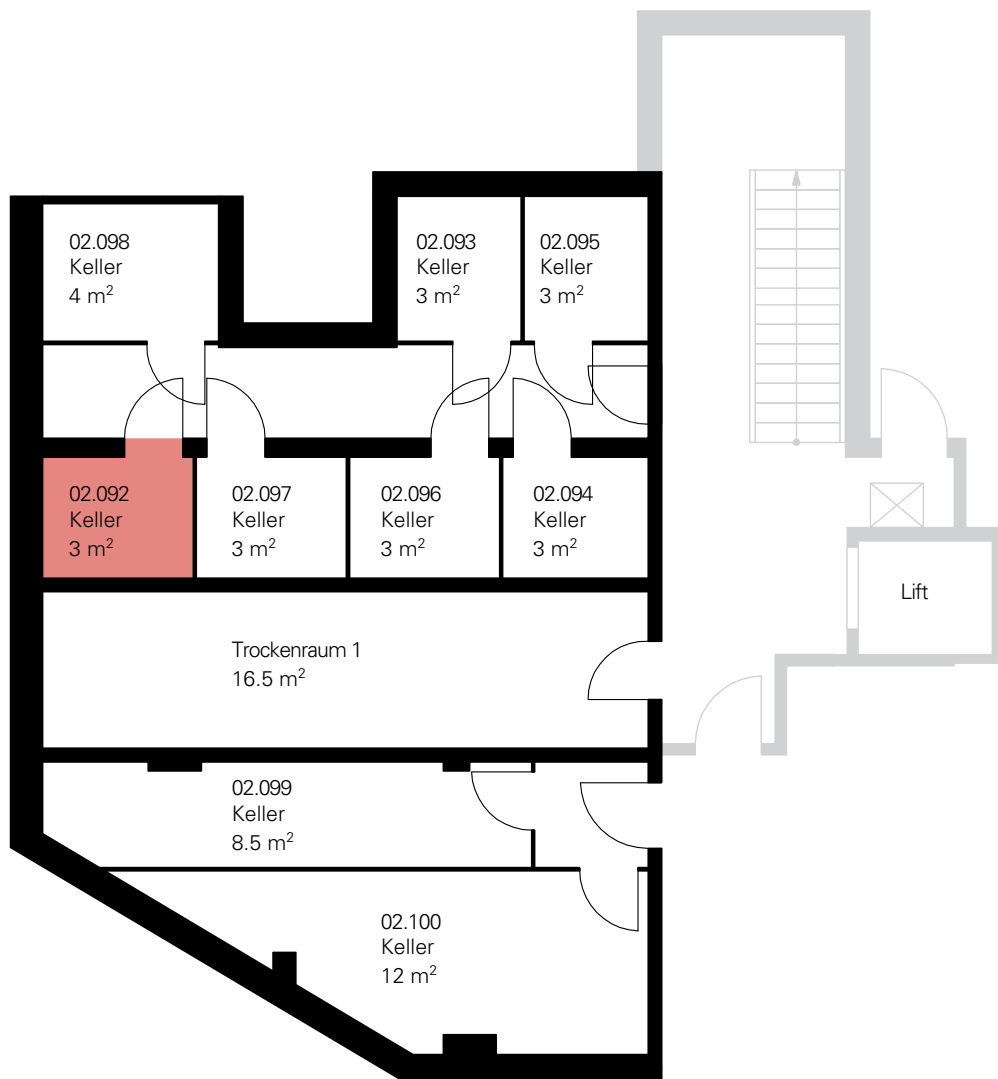 02.098
Keller
4 m²
02.093
Keller
3 m²
02.095
Keller
3 m²
02.092
Keller
3 m²
02.097
Keller
3 m²
02.096
Keller
3 m²
02.094
Keller
3 m²
Lift
Trockenraum 1
16.5 m²
02.099
Keller
8.5 m²
02.100
Keller
12 m²